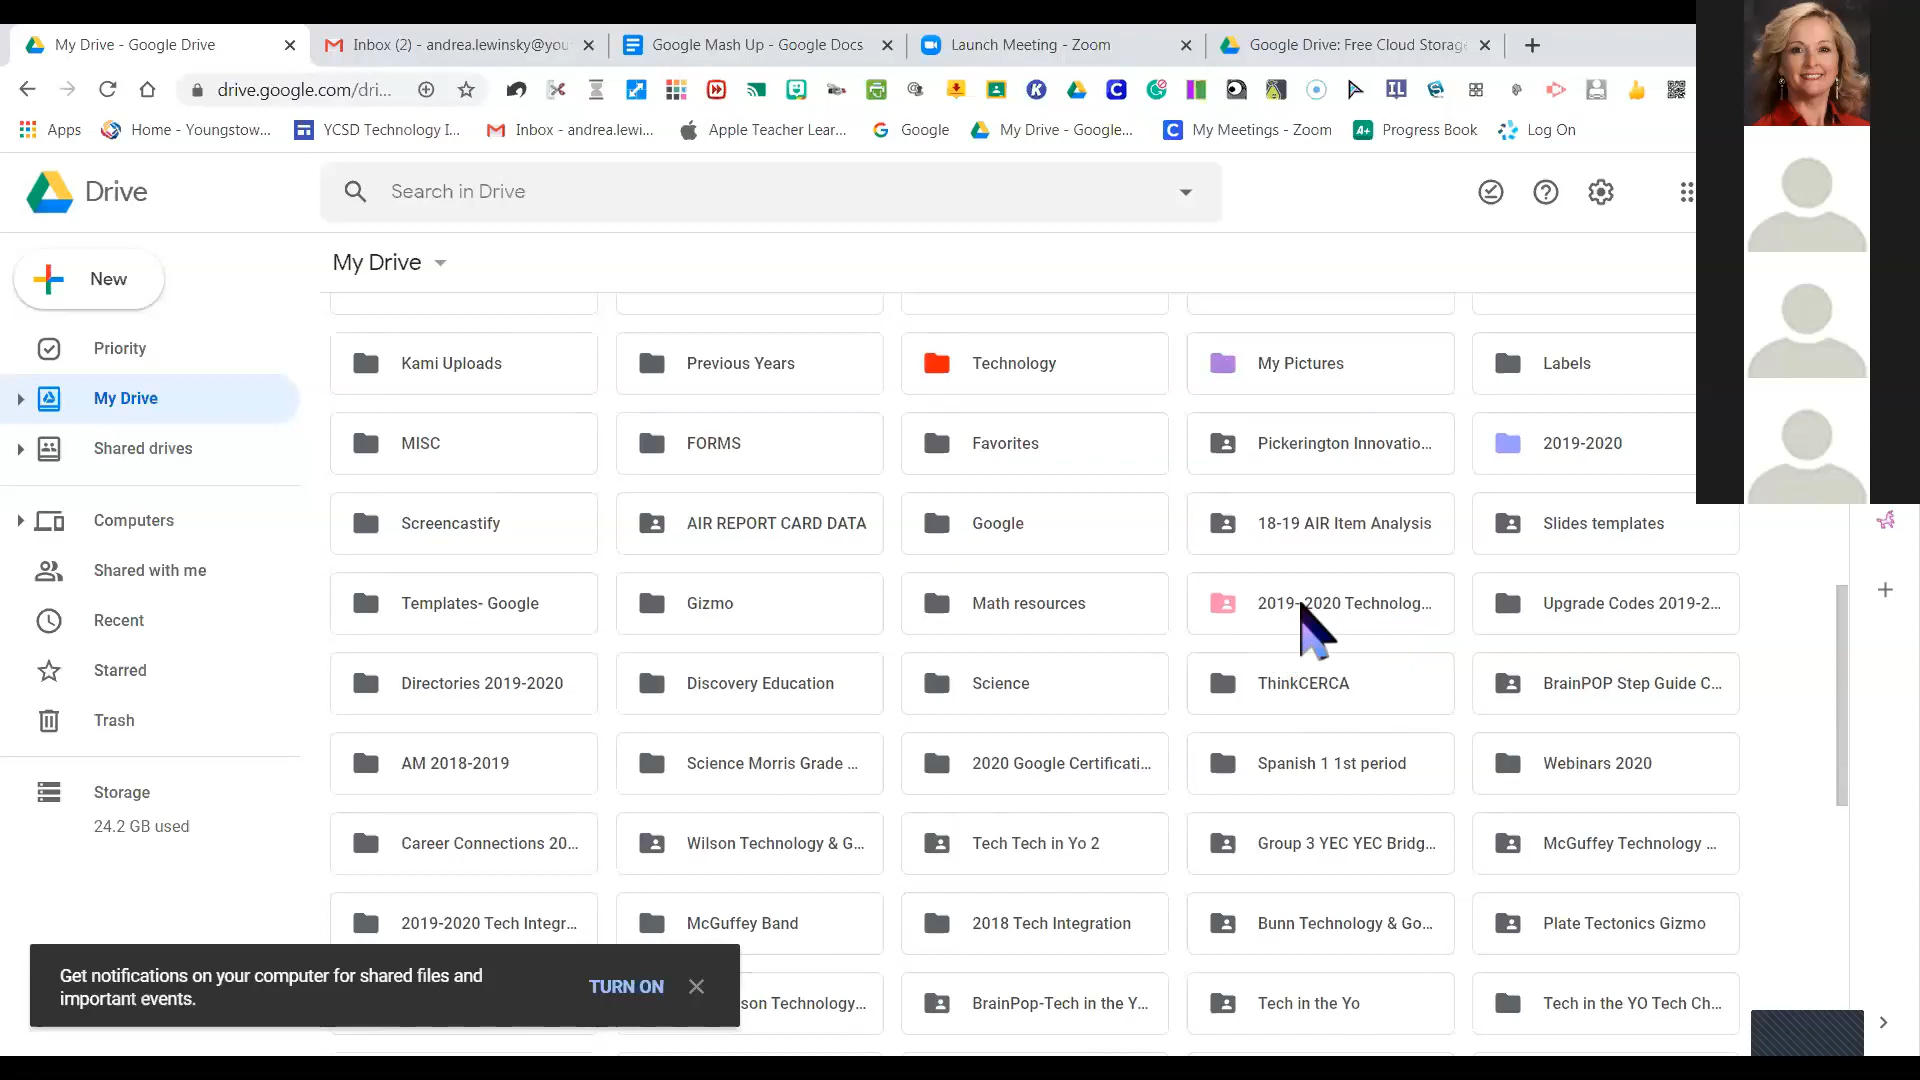 My Drive - Google Drive
Inbox (2) - andrea.lewinsky@you
Google Mash Up - Google Docs
Launch Meeting - Zoom
Google Drive: Free Cloud Storag
drive.google.com/dri...
Apps
Home - Youngstow...
YCSD Technology I...
Inbox - andrea.lewi...
Apple Teacher Lear...
Google
My Drive - Google...
My Meetings - Zoom
Progress Book
Log On
Drive
Search in Drive
New
My Drive
Priority
My Drive
Shared drives
Computers
Shared with me
Recent
Starred
Trash
Storage
24.2 GB used
Kami Uploads
Previous Years
Technology
My Pictures
Labels
MISC
FORMS
Favorites
Pickerington Innovatio...
2019-2020
Screencastify
AIR REPORT CARD DATA
Google
18-19 AIR Item Analysis
Slides templates
Templates- Google
Gizmo
Math resources
2019-2020 Technolog...
Upgrade Codes 2019-2...
Directories 2019-2020
Discovery Education
Science
ThinkCERCA
BrainPOP Step Guide C...
AM 2018-2019
Science Morris Grade ...
2020 Google Certificati...
Spanish 1 1st period
Webinars 2020
Career Connections 20...
Wilson Technology & G...
Tech Tech in Yo 2
Group 3 YEC YEC Bridg...
McGuffey Technology ...
2019-2020 Tech Integr...
McGuffey Band
2018 Tech Integration
Bunn Technology & Go...
Plate Tectonics Gizmo
son Technology...
BrainPop-Tech in the Y...
Tech in the Yo
Tech in the YO Tech Ch...
Get notifications on your computer for shared files and
important events.
TURN ON